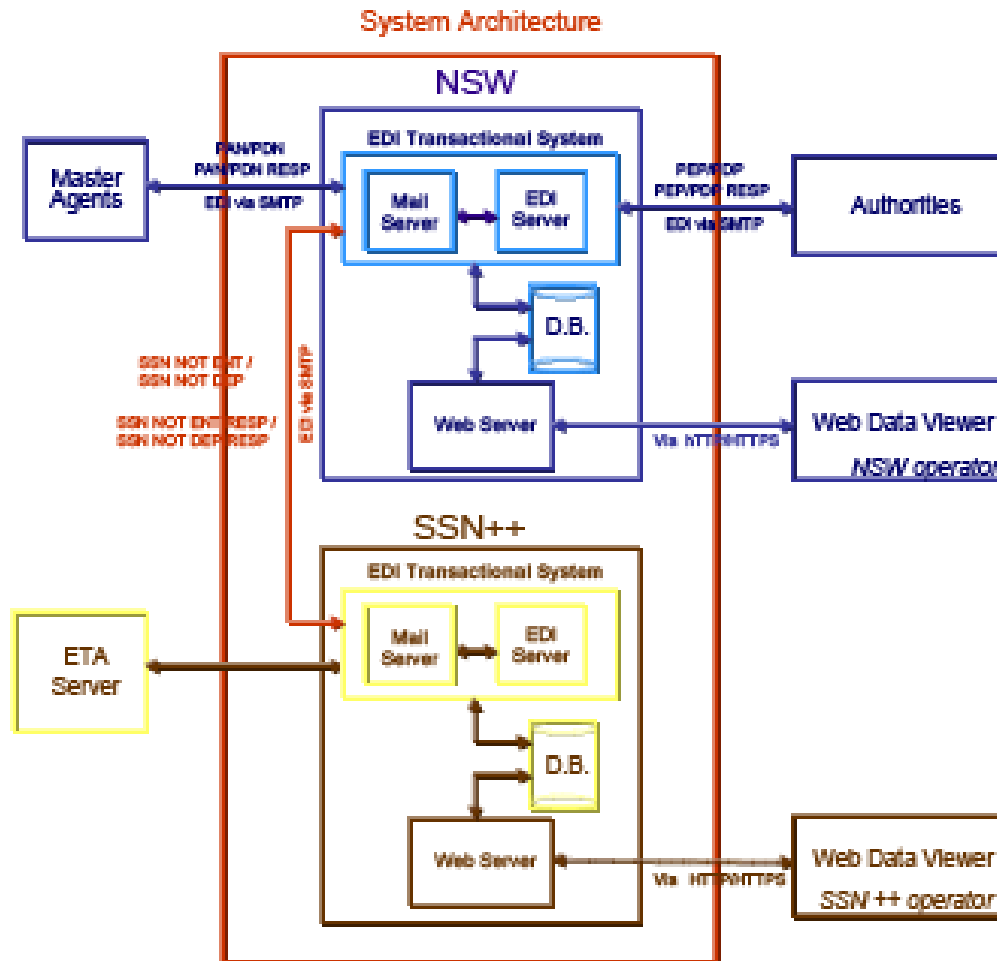 System Architecture
NSW
EDI Transactional System
Master
Agents
PAN/PDN
PAN/PDN RESP
EDI via SMTP
Mail
Server
EDI
Server
PEP/PDP
PEP/PDP RESP
EDI via SMTP
Authorities
D.B.
SSN NOT ENT /
SSN NOT DEP
SSN NOT ENT RESP /
SSN NOT DEP RESP
EDI via SMTP
Web Server
Via hTTP/HTTPS
Web Data Viewer
NSW operator
SSN++
EDI Transactional System
ETA
Server
Mail
Server
EDI
Server
D.B.
Web Server
Via HTTP/HTTPS
Web Data Viewer
SSN ++ operator